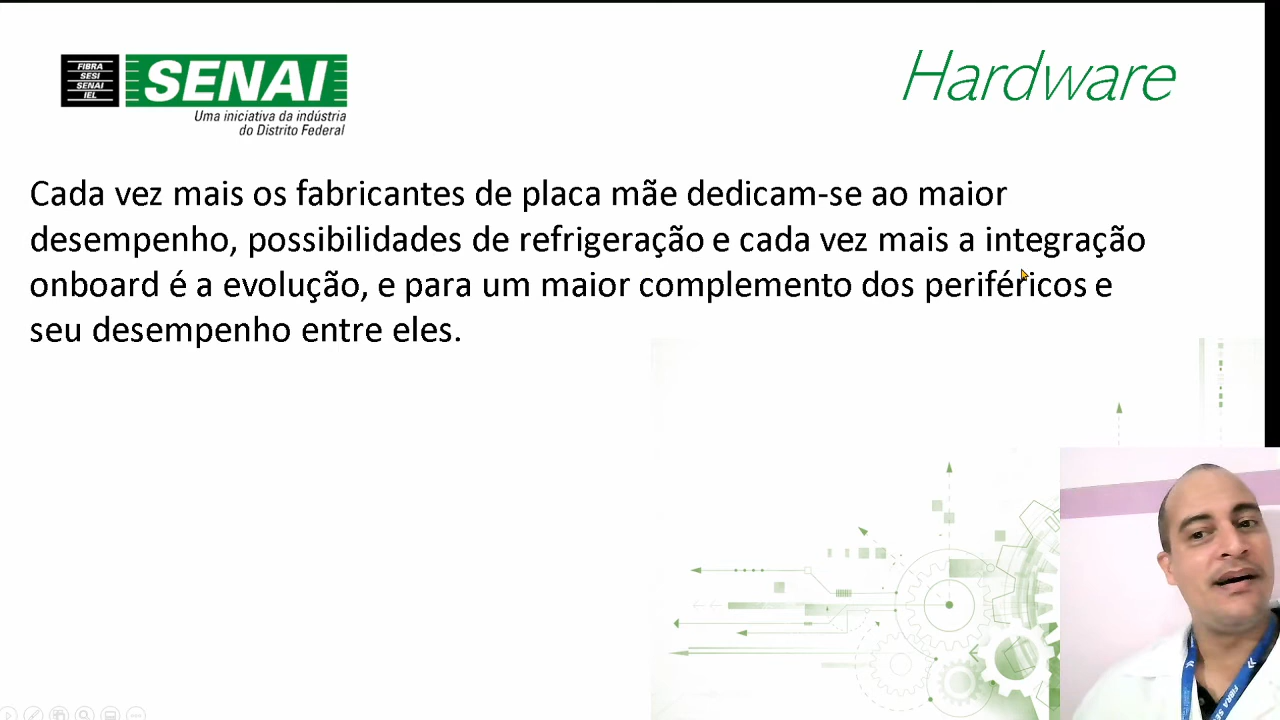 FIBRA
SESI
SENAI
IEL
SENAI
Uma iniciativa da indústria
do Distrito Federal
Hardware
Cada vez mais os fabricantes de placa mãe dedicam-se ao maior
desempenho, possibilidades de refrigeração e cada vez mais a integração
onboard é a evolução, e para um maior complemento dos periféricos e
seu desempenho entre eles.
FIBRA